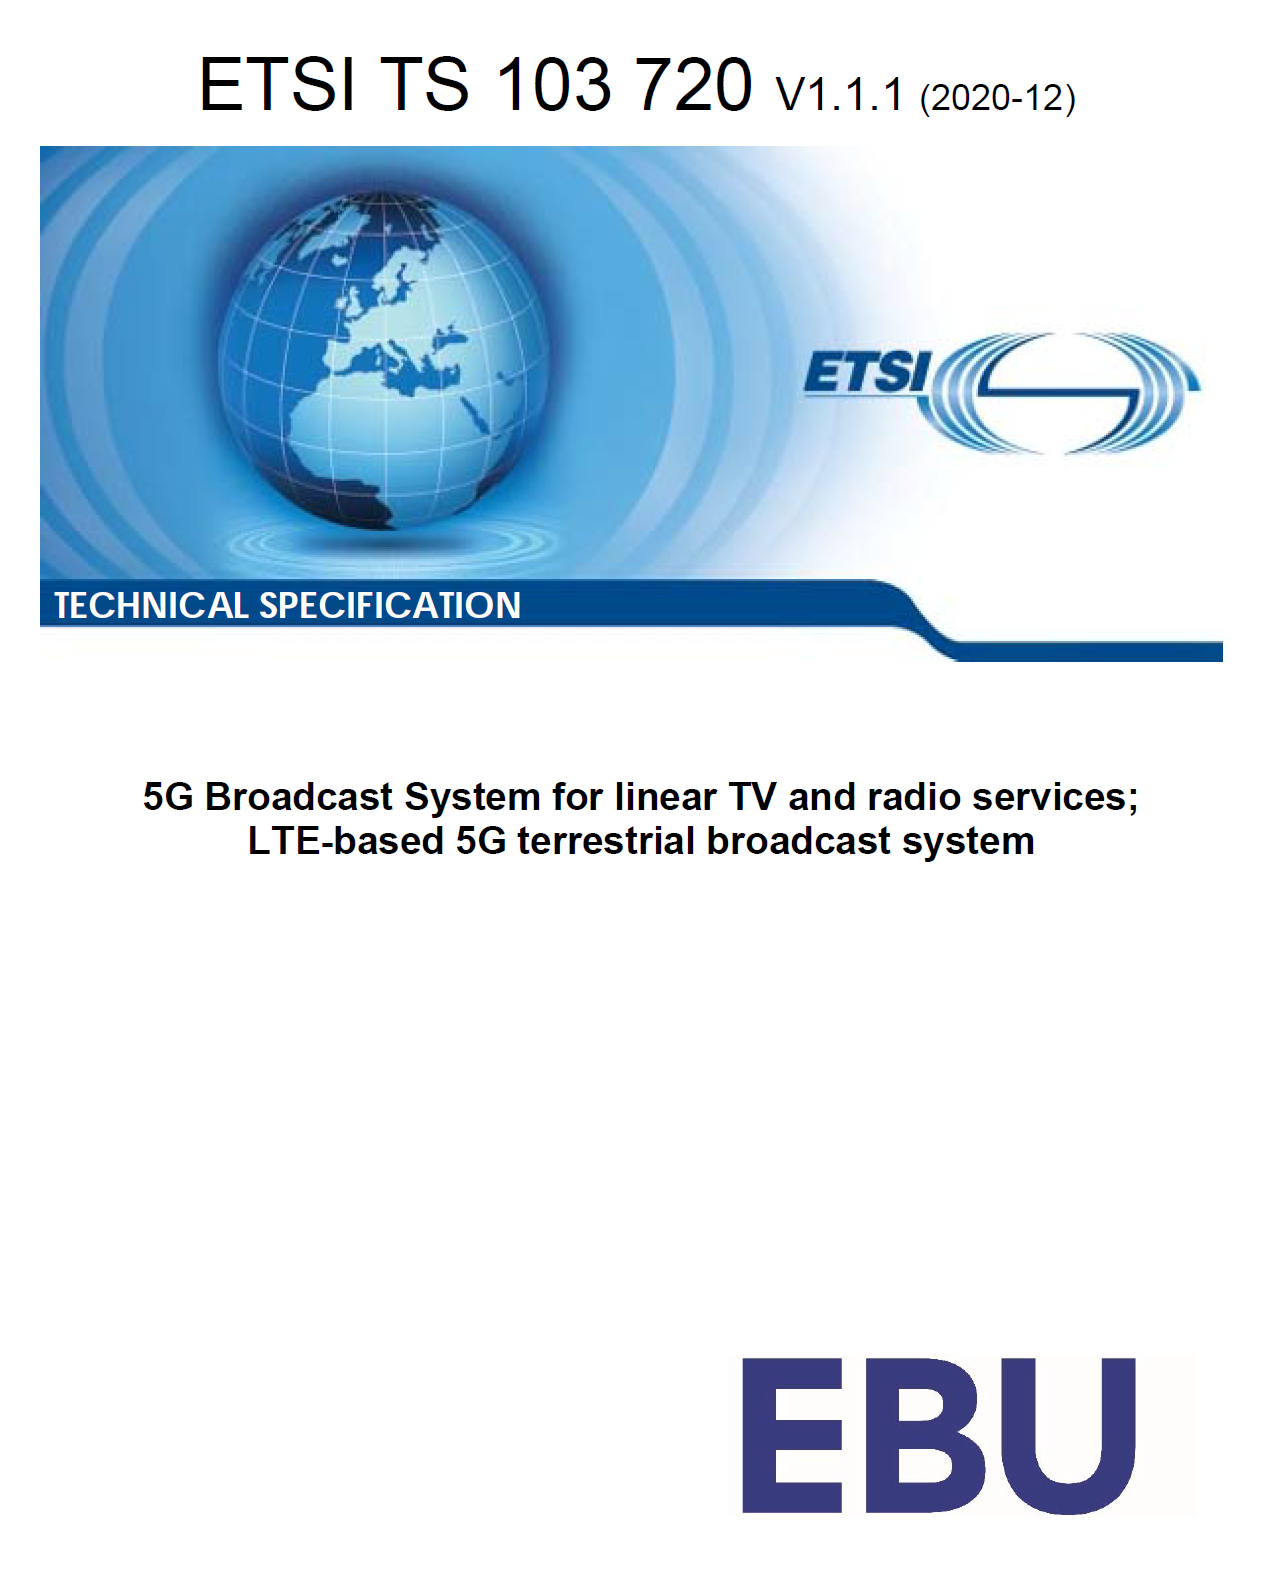 ETSI TS 103 720 V1.1.1 (2020-12)
ETSI
TECHNICAL SPECIFICATION
5G Broadcast System for linear TV and radio services;
LTE-based 5G terrestrial broadcast system
EBU